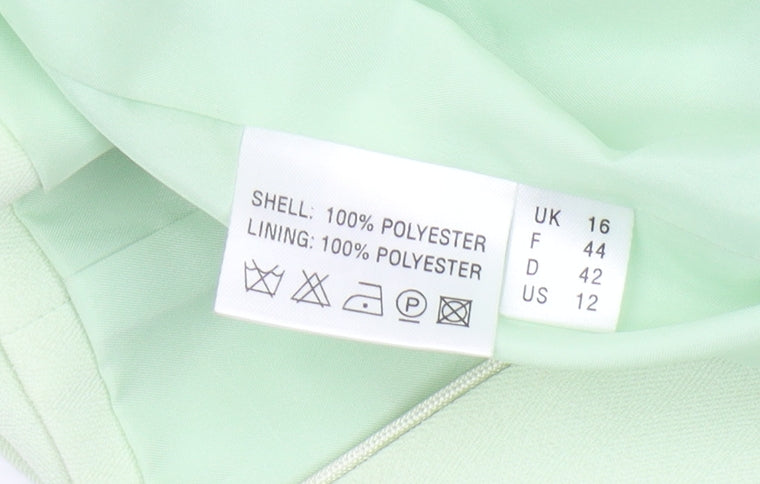 SHELL: 100% POLYESTER
LINING: 100% POLYESTER
P
UK 16
F 44
D 42
US 12